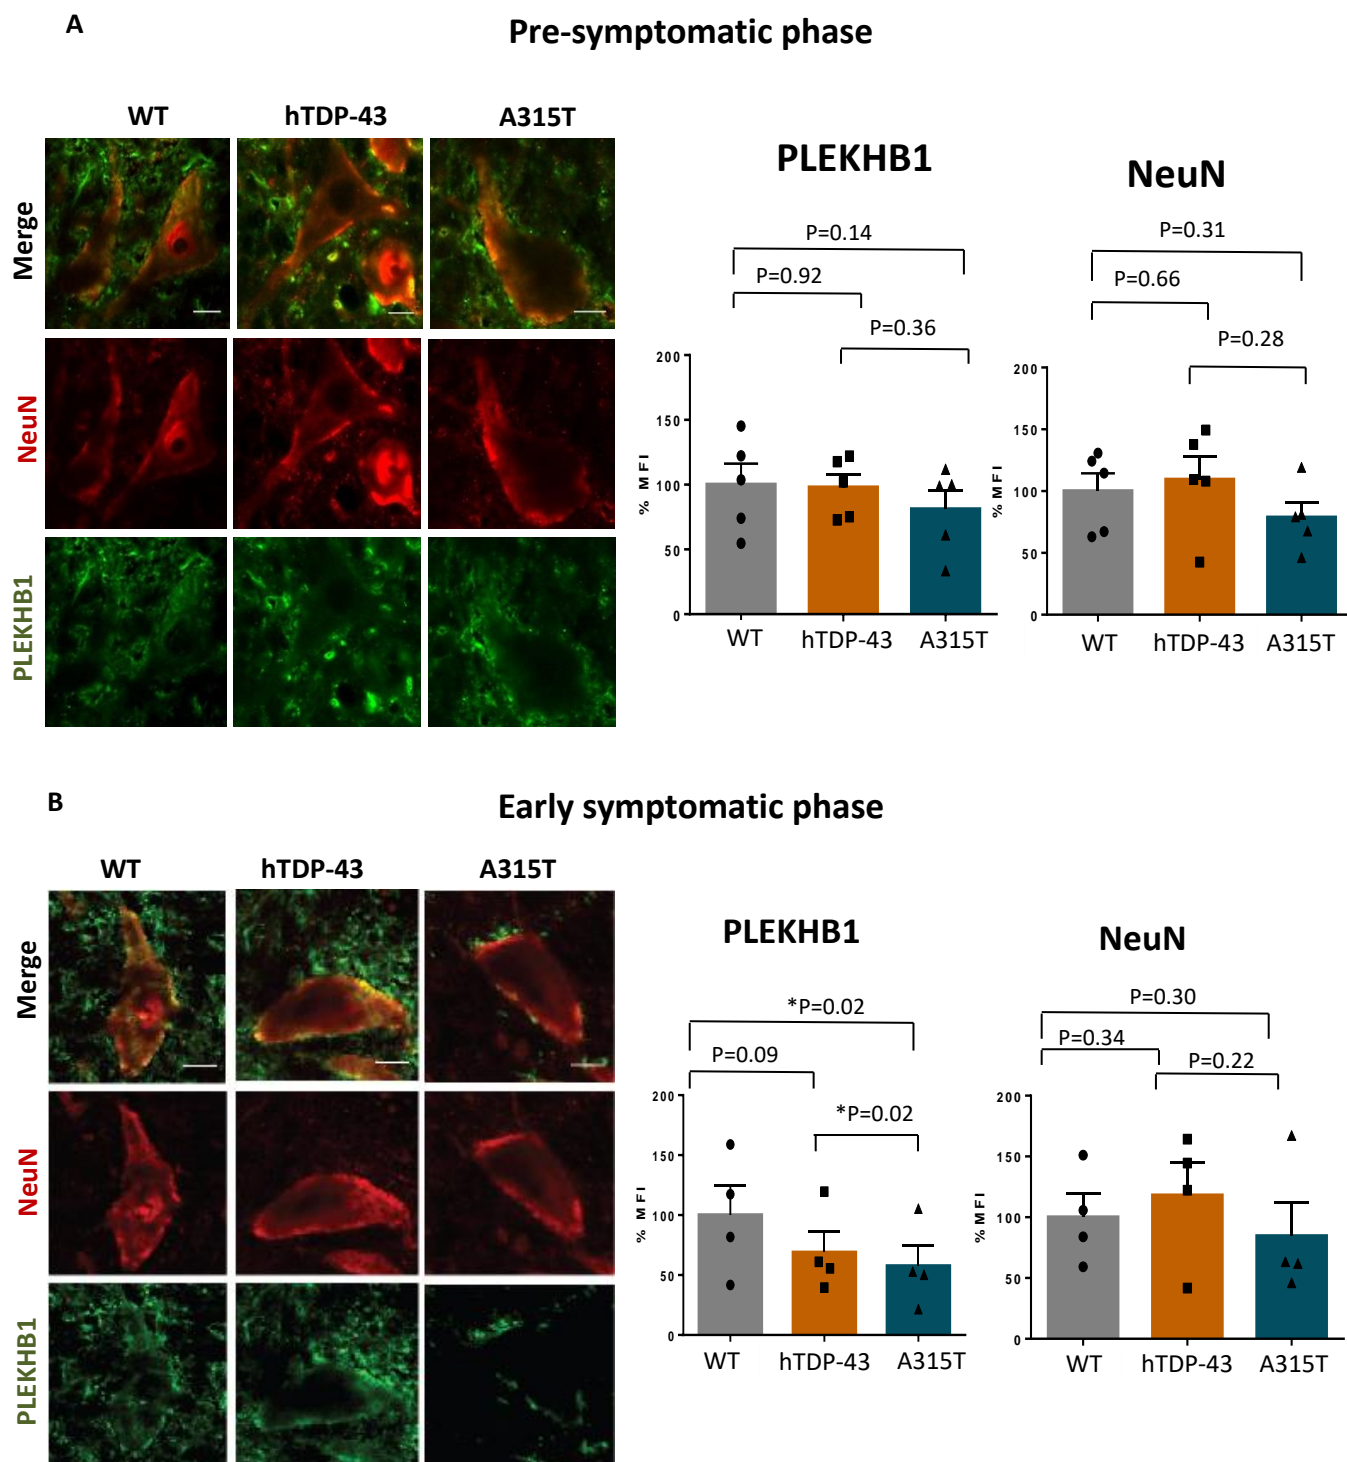 A
Pre-symptomatic phase
WT
hTDP-43
A315T
Merge
NeuN
PLEKHB1
PLEKHB1
P=0.14
P=0.92
P=0.36
% MFI
200
150
100
50
0
WT
hTDP-43
A315T
NeuN
P=0.31
P=0.66
P=0.28
% MFI
200
150
100
50
0
WT
hTDP-43
A315T
B
Early symptomatic phase
WT
hTDP-43
A315T
Merge
NeuN
PLEKHB1
PLEKHB1
*P=0.02
P=0.09
*P=0.02
% MFI
200
150
100
50
0
WT
hTDP-43
A315T
NeuN
P=0.30
P=0.34
P=0.22
% MFI
200
150
100
50
0
WT
hTDP-43
A315T